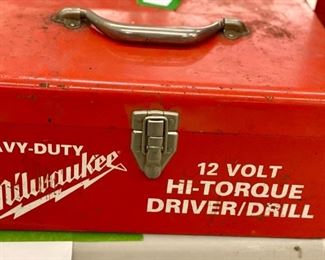 AVY-DUTY
Milwaukee
12 VOLT
HI-TORQUE
DRIVER/DRILL